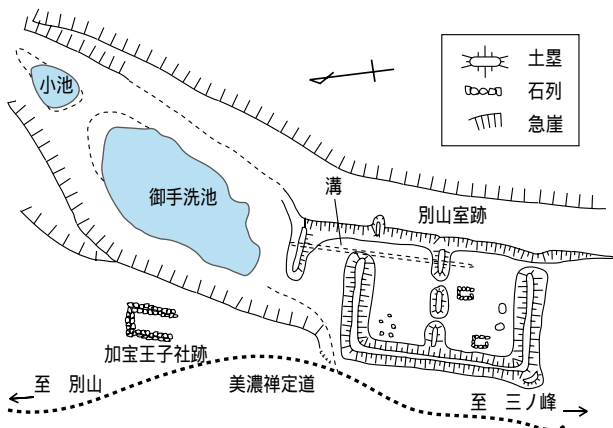 小池
土塁
石列
急崖
御手洗池
溝
別山室跡
加宝王子社跡
至 別山
美濃禅定道
至 三ノ峰